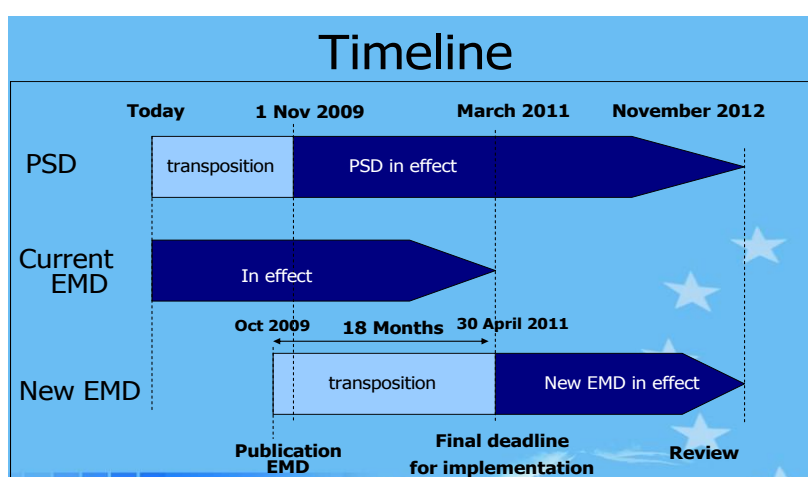 Timeline
Today 1 Nov 2009 March 2011 November 2012
PSD transposition PSD in effect
Current
EMD
In effect
Oct 2009 18 Months 30 April 2011
New EMD transposition New EMD in effect
Publication
EMD
Final deadline
for implementation
Review